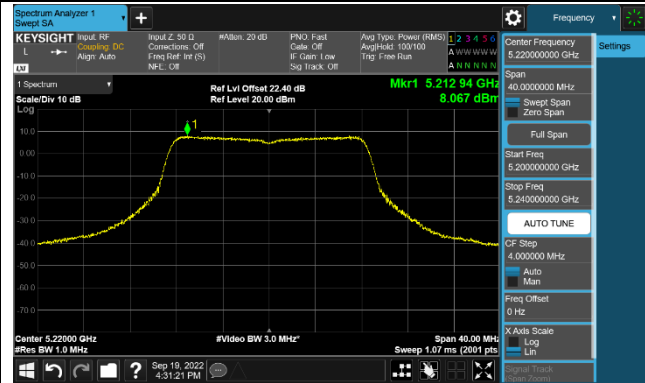 Spectrum Analyzer 1
Swept SA
Frequency
KEYSIGHT
L
LXI
Input: RF
Coupling: DC
Align: Auto
Input Z: 50 Ω
Corrections: Off
Freq Ref: Int (S)
NFE: Off
#Atten: 20 dB
PNO: Fast
Gate: Off
IF Gain: Low
Sig Track: Off
Avg Type: Power (RMS)
Avg|Hold: 100/100
Trig: Free Run
1 2 3 4 5 6
A W W W W W
A N N N N N
1 Spectrum
Scale/Div 10 dB
Log
Ref Lvl Offset 22.40 dB
Ref Level 20.00 dBm
Mkr1 5.212 94 GHz
8.067 dBm
1
10.0
0.00
-10.0
-20.0
-30.0
-40.0
-50.0
-60.0
-70.0
Center 5.22000 GHz
#Res BW 1.0 MHz
#Video BW 3.0 MHz*
Span 40.00 MHz
Sweep 1.07 ms (2001 pts)
Sep 19, 2022
4:31:21 PM
Center Frequency
5.220000000 GHz
Span
40.0000000 MHz
Swept Span
Zero Span
Full Span
Start Freq
5.200000000 GHz
Stop Freq
5.240000000 GHz
AUTO TUNE
CF Step
4.000000 MHz
Auto
Man
Freq Offset
0 Hz
X Axis Scale
Log
Lin
Signal Track
(Span Zoom)
Settings